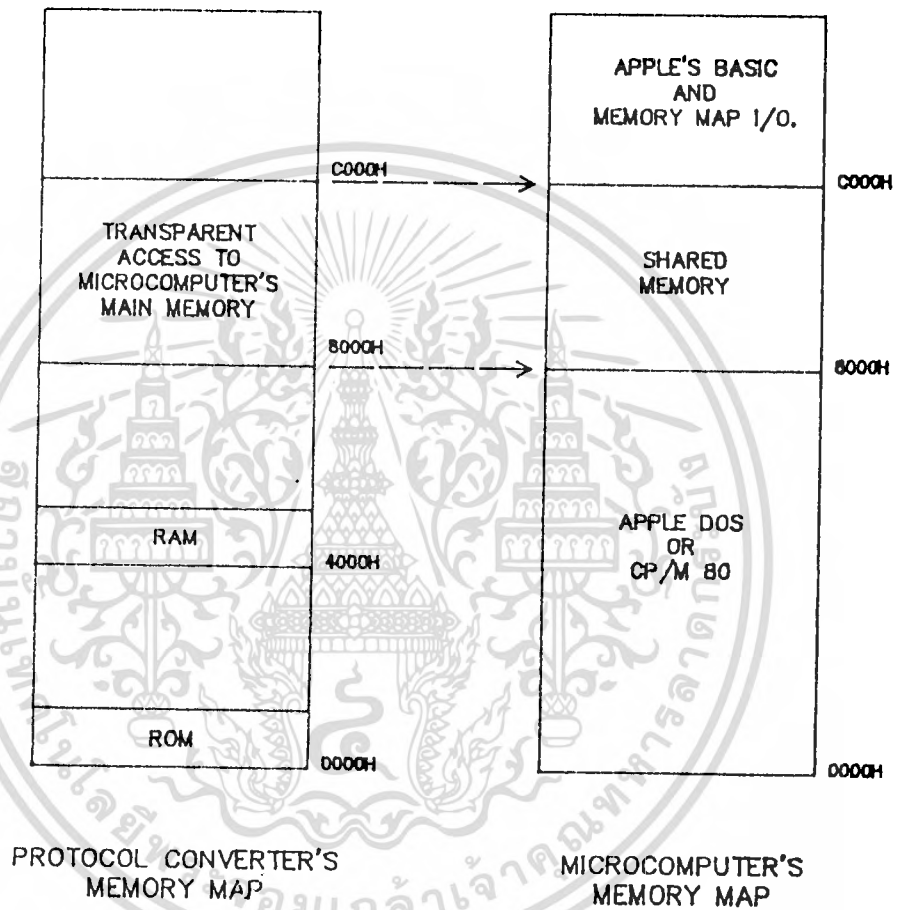 APPLE'S BASIC
AND
MEMORY MAP I/O.
C000H
C000H
TRANSPARENT
ACCESS TO
MICROCOMPUTER'S
MAIN MEMORY
SHARED
MEMORY
8000H
8000H
RAM
4000H
APPLE DOS
OR
CP/M 80
ROM
0000H
0000H
PROTOCOL CONVERTER'S
MEMORY MAP
MICROCOMPUTER'S
MEMORY MAP